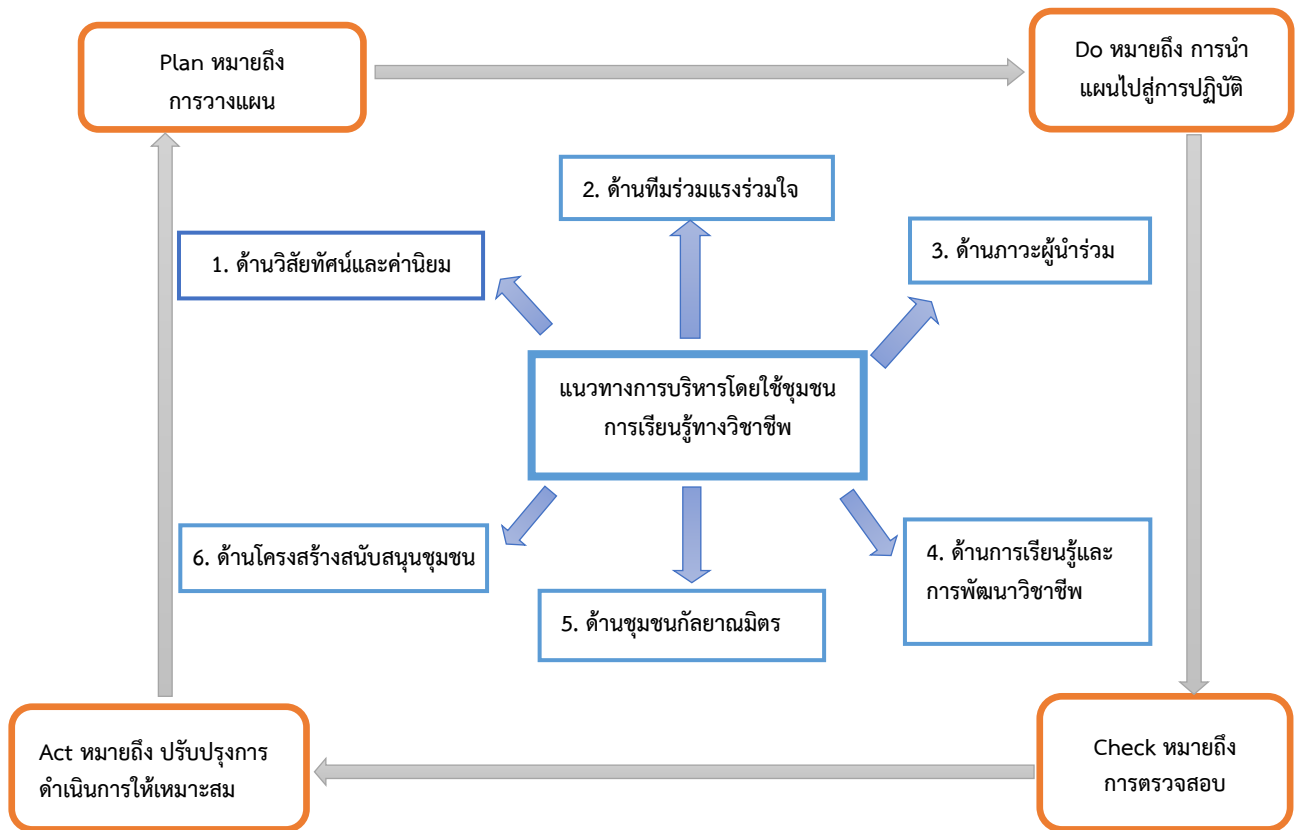 Plan หมายถึง
การวางแผน
Do หมายถึง การนำ
แผนไปสู่การปฏิบัติ
2. ด้านทีมร่วมแรงร่วมใจ
1. ด้านวิสัยทัศน์และค่านิยม
3. ด้านภาวะผู้นำร่วม
แนวทางการบริหารโดยใช้ชุมชน
การเรียนรู้ทางวิชาชีพ
6. ด้านโครงสร้างสนับสนุนชุมชน
4. ด้านการเรียนรู้และ
การพัฒนาวิชาชีพ
5. ด้านชุมชนกัลยาณมิตร
Act หมายถึง ปรับปรุงการ
ดำเนินการให้เหมาะสม
Check หมายถึง
การตรวจสอบ